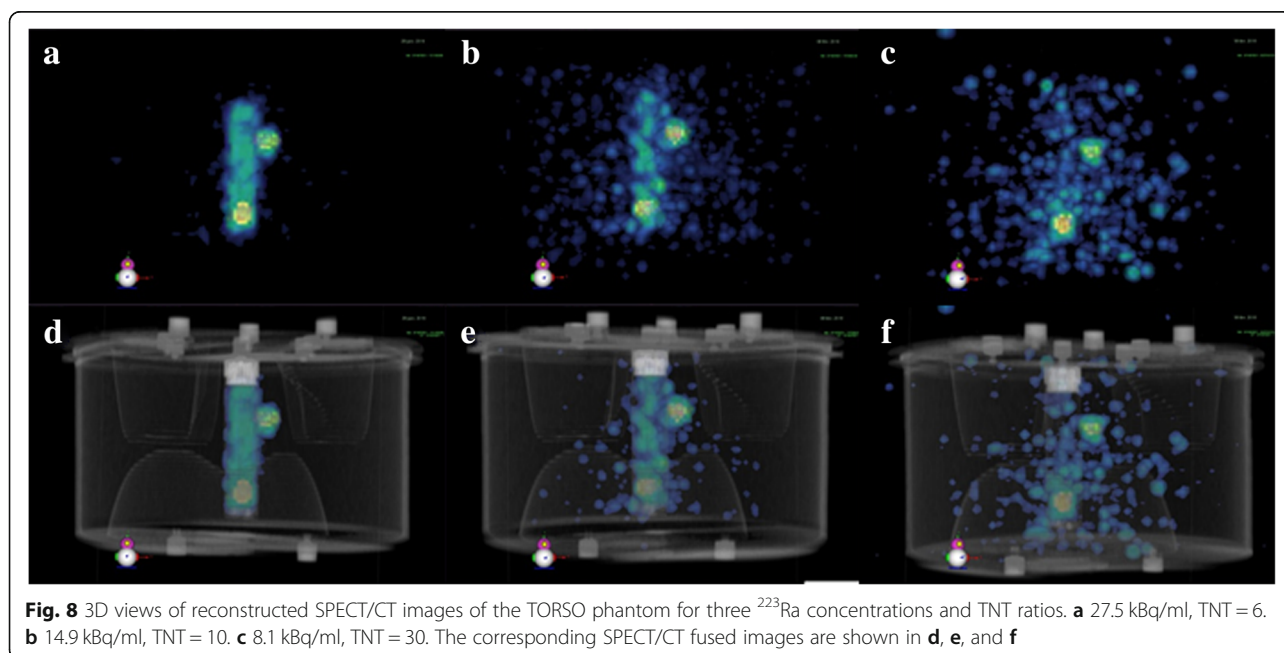 a
b
c
d
e
f
Fig. 8 3D views of reconstructed SPECT/CT images of the TORSO phantom for three ²²³Ra concentrations and TNT ratios. a 27.5 kBq/ml, TNT = 6.
b 14.9 kBq/ml, TNT = 10. c 8.1 kBq/ml, TNT = 30. The corresponding SPECT/CT fused images are shown in d, e, and f